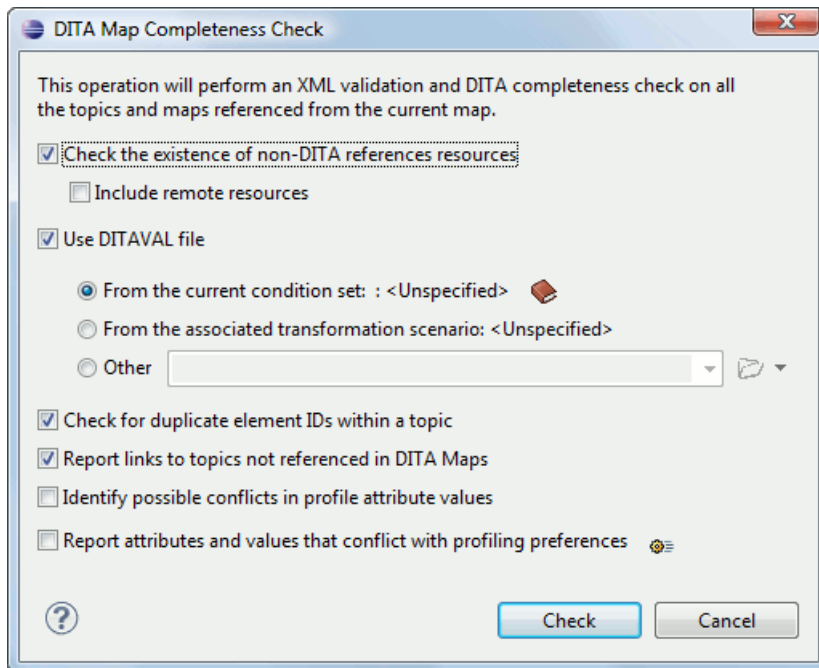 DITA Map Completeness Check
This operation will perform an XML validation and DITA completeness check on all
the topics and maps referenced from the current map.
Check the existence of non-DITA references resources
Include remote resources
Use DITAVAL file
From the current condition set: : <Unspecified>
From the associated transformation scenario: <Unspecified>
Other
Check for duplicate element IDs within a topic
Report links to topics not referenced in DITA Maps
Identify possible conflicts in profile attribute values
Report attributes and values that conflict with profiling preferences
Check
Cancel